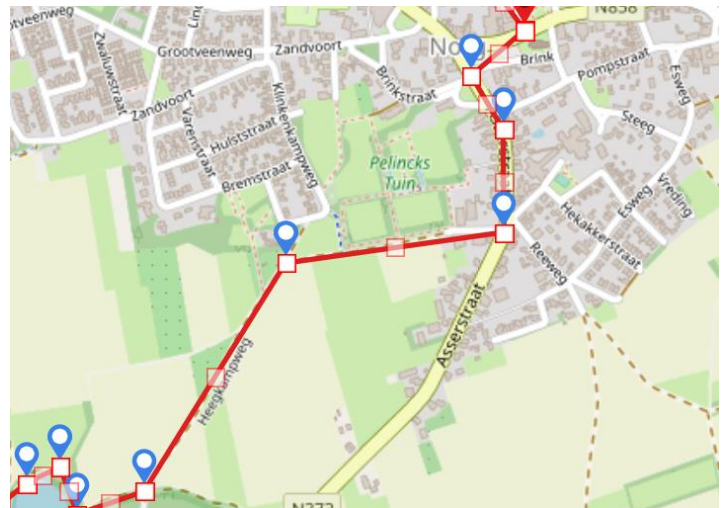 N858
Grootveenweg
Zandvoort
Zwaluwstraat
Brink
Pompstraat
Esweg
Brinkstraat
Klinkenkampweg
Zandvoort
Varenstraat
Hulststraat
Steeg
Pelincks
Tuin
Bremstraat
Esweg
Vreding
Hekakkerstraat
Reeweg
Asserstraat
Heegkampweg